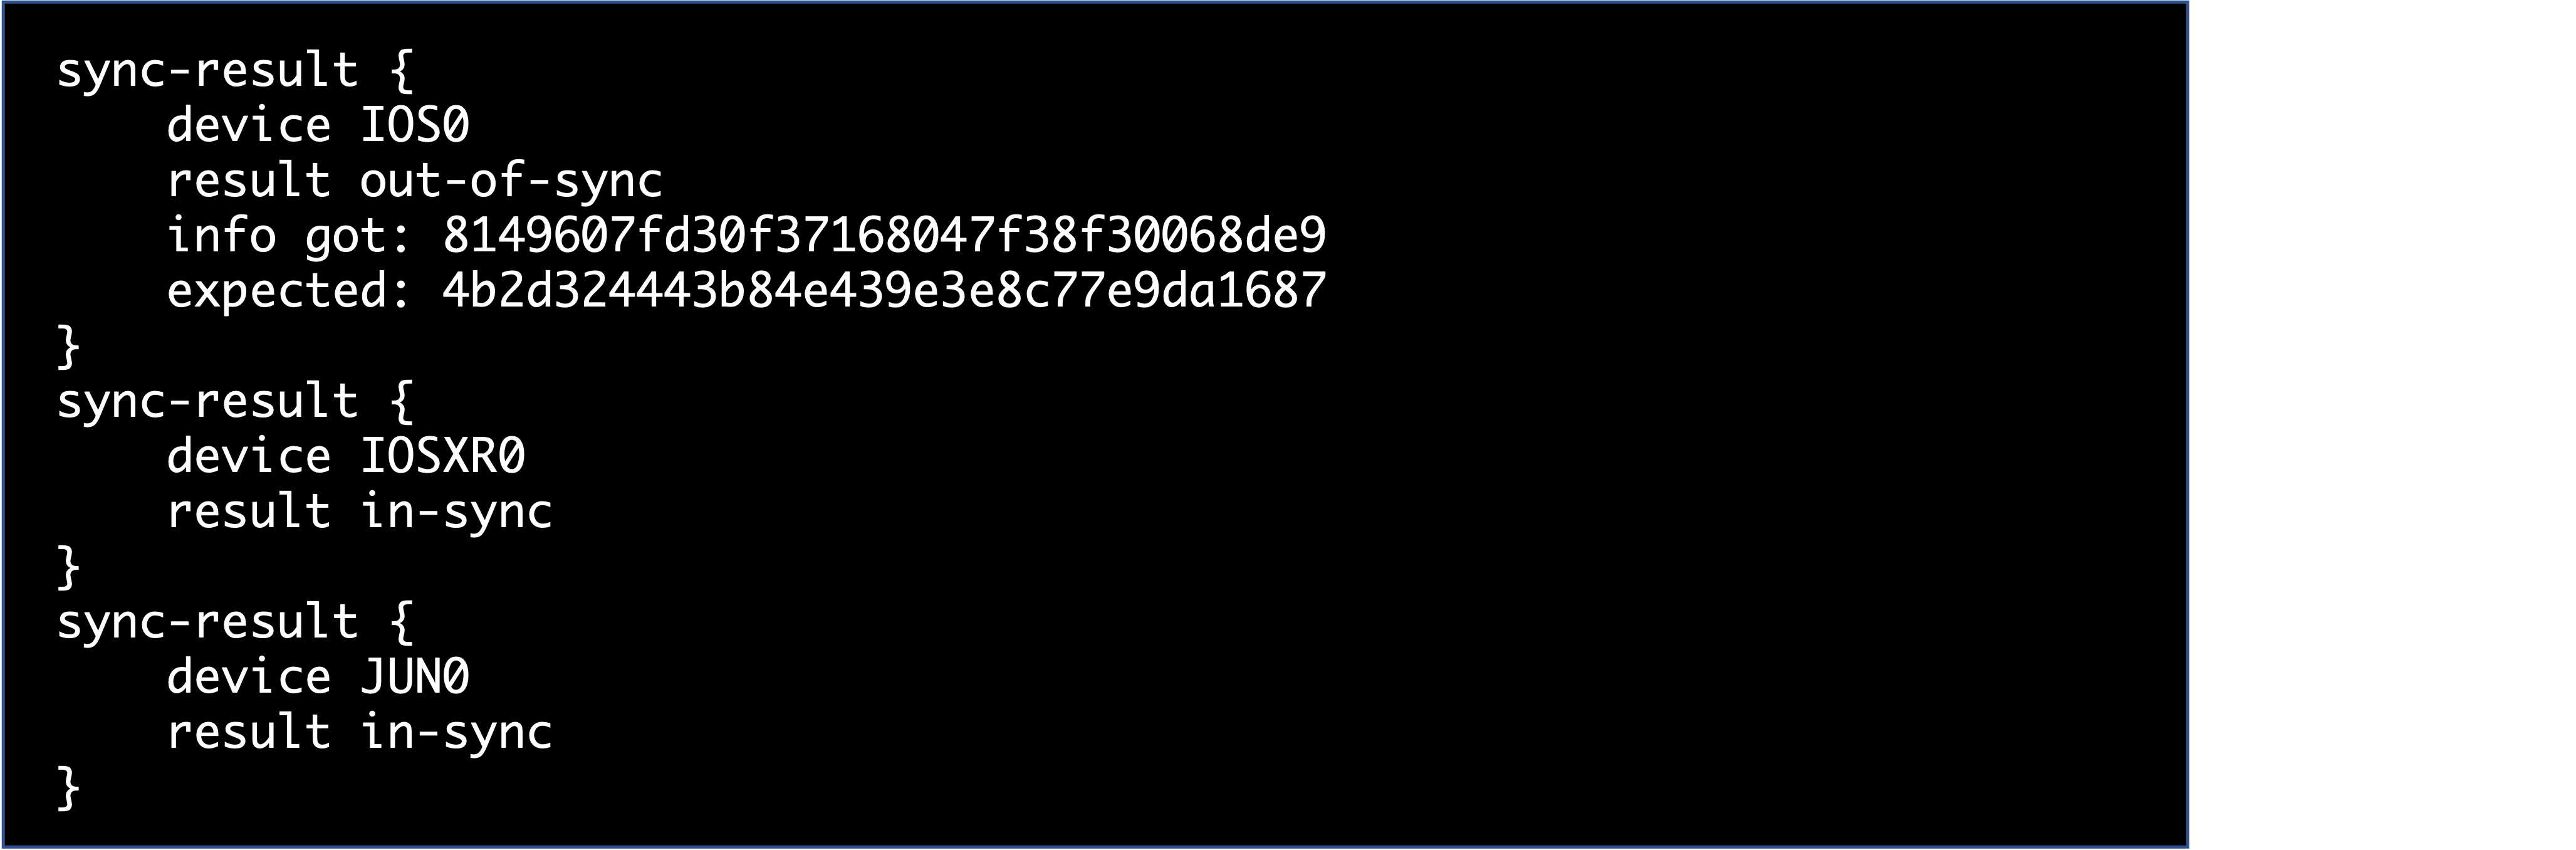 sync-result {
device IOS0
result out-of-sync
info got: 8149607fd30f37168047f38f30068de9
expected: 4b2d324443b84e439e3e8c77e9da1687
}
sync-result {
device IOSXR0
result in-sync
}
sync-result {
device JUN0
result in-sync
}